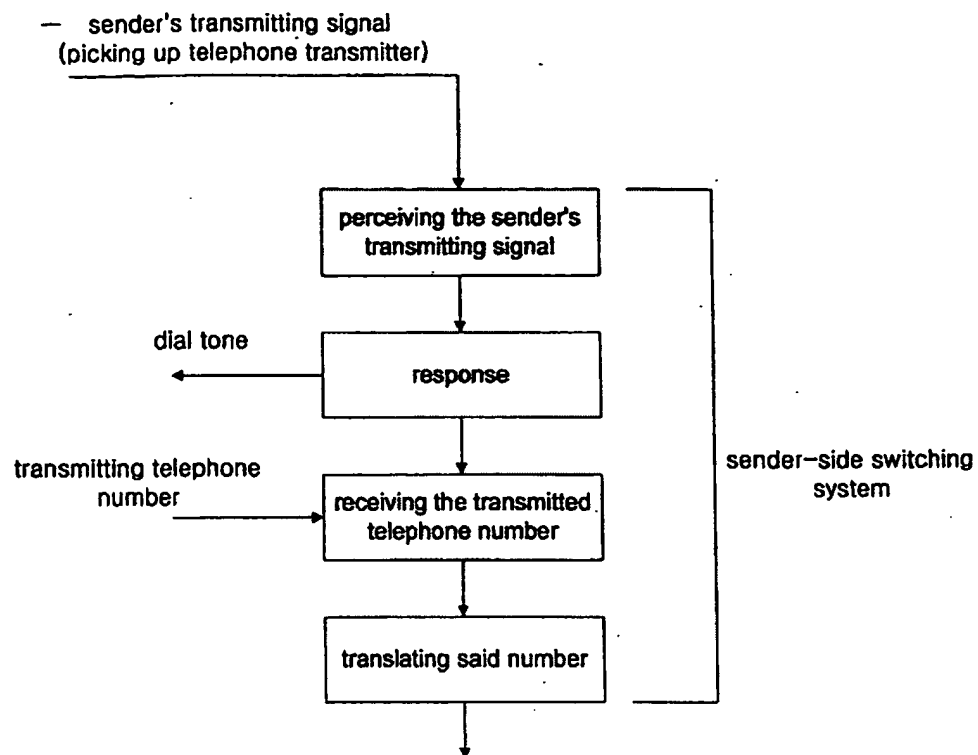 — sender's transmitting signal
(picking up telephone transmitter)
perceiving the sender's
transmitting signal
dial tone
response
transmitting telephone
number
receiving the transmitted
telephone number
sender-side switching
system
translating said number